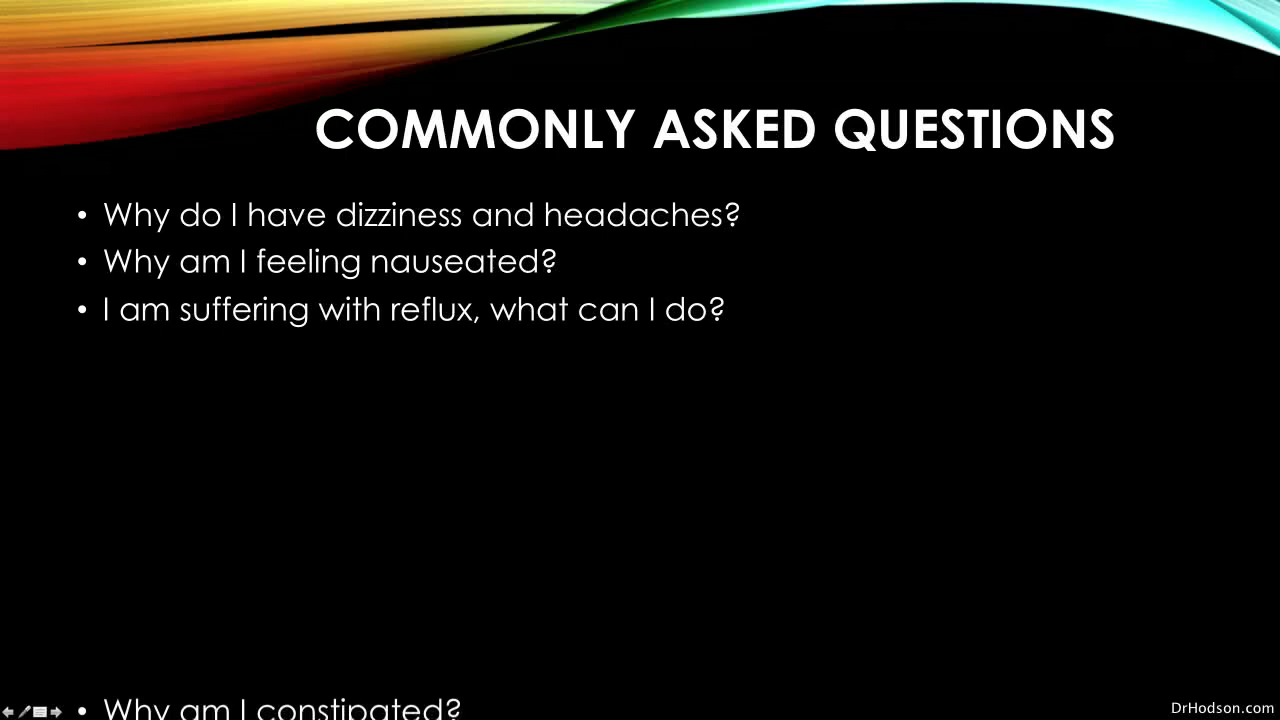 COMMONLY ASKED QUESTIONS
• Why do I have dizziness and headaches?
• Why am I feeling nauseated?
• I am suffering with reflux, what can I do?
• Why am I constipated?
DrHodson.com